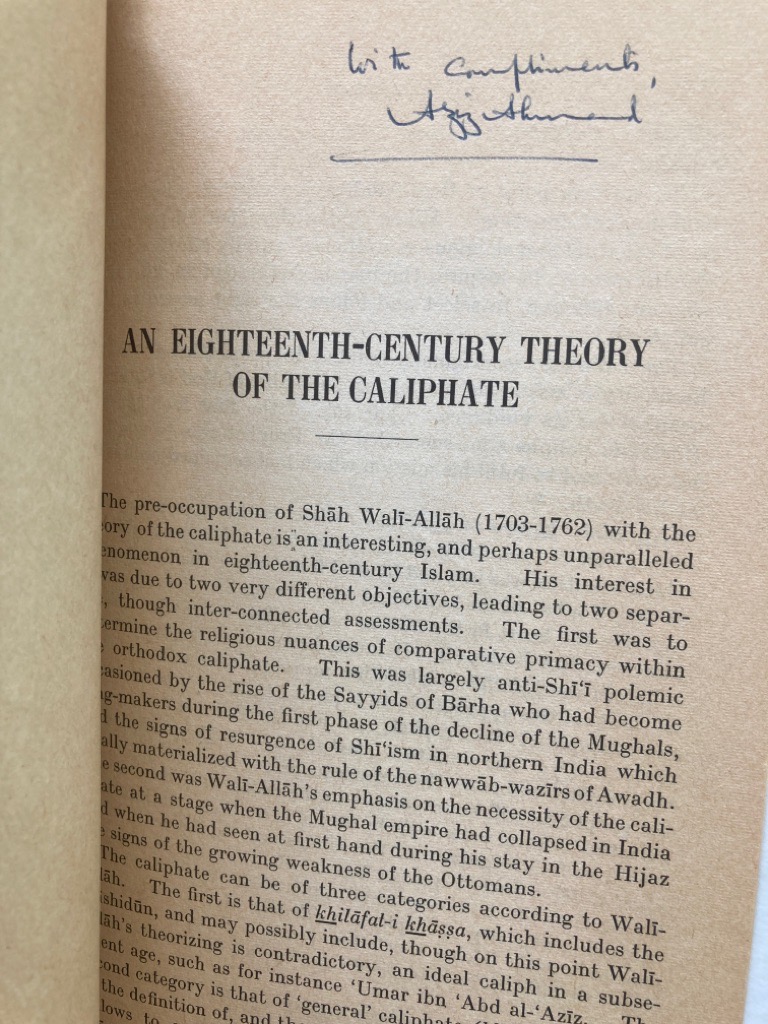 With compliments,
Aziz Ahmad
AN EIGHTEENTH-CENTURY THEORY
OF THE CALIPHATE
The pre-occupation of Shāh Walī-Allāh (1703-1762) with the
ory of the caliphate is an interesting, and perhaps unparalleled
enomenon in eighteenth-century Islam. His interest in
was due to two very different objectives, leading to two separ-
, though inter-connected assessments. The first was to
ermine the religious nuances of comparative primacy within
e orthodox caliphate. This was largely anti-Shī‘ī polemic
casioned by the rise of the Sayyids of Bārha who had become
ng-makers during the first phase of the decline of the Mughals,
d the signs of resurgence of Shī‘ism in northern India which
ally materialized with the rule of the nawwāb-wazīrs of Awadh.
e second was Walī-Allāh's emphasis on the necessity of the cali-
ate at a stage when the Mughal empire had collapsed in India
d when he had seen at first hand during his stay in the Hijaz
e signs of the growing weakness of the Ottomans.
The caliphate can be of three categories according to Walī-
lāh. The first is that of khilāfat-i khāṣṣa, which includes the
ishidūn, and may possibly include, though on this point Walī-
lāh's theorizing is contradictory, an ideal caliph in a subse-
ent age, such as for instance ‘Umar ibn ‘Abd al-‘Azīz. Th
ond category is that of ‘general’ caliphate
the definition of, and the
lows to